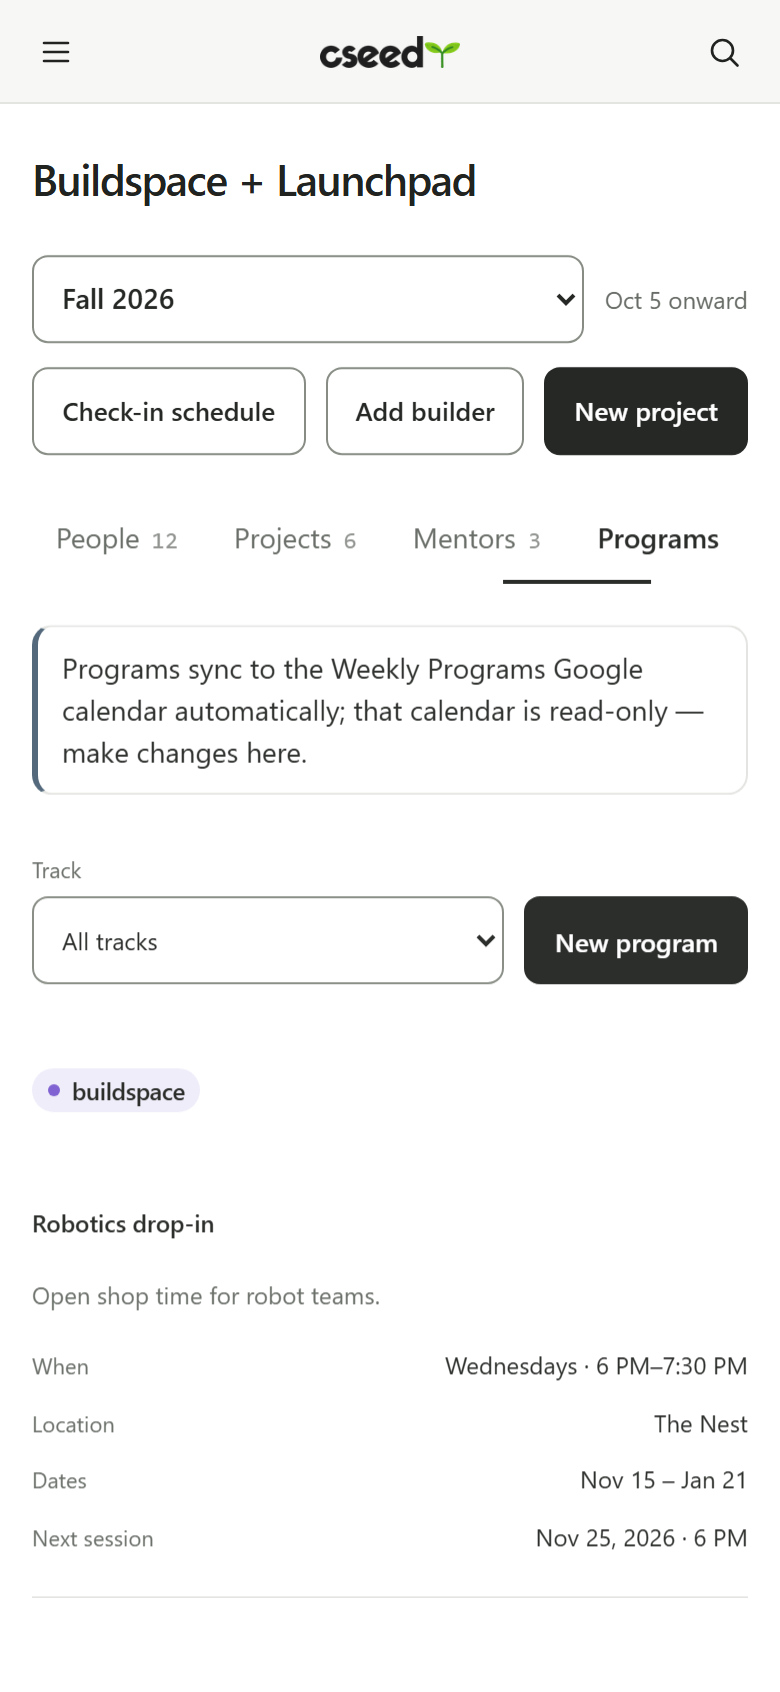 cseed
Buildspace + Launchpad
Fall 2026
Oct 5 onward
Check-in schedule
Add builder
New project
People 12
Projects 6
Mentors 3
Programs
Programs sync to the Weekly Programs Google
calendar automatically; that calendar is read-only —
make changes here.
Track
All tracks
New program
buildspace
Robotics drop-in
Open shop time for robot teams.
When
Wednesdays · 6 PM–7:30 PM
Location
The Nest
Dates
Nov 15 – Jan 21
Next session
Nov 25, 2026 · 6 PM